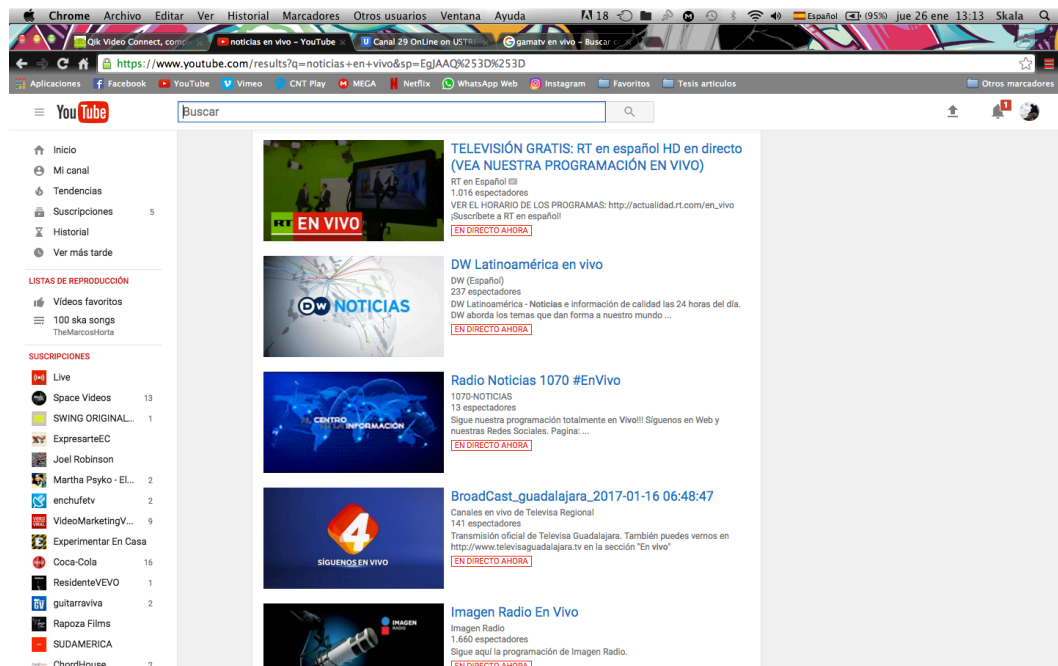 Chrome Archivo Editar Ver Historial Marcadores Otros usuarios Ventana Ayuda 18 Español (95%) jue 26 ene 13:13 Skala
Qik Video Connect, com
noticias en vivo – YouTube
Canal 29 OnLine on USTR
gamatv en vivo – Buscar c
https://www.youtube.com/results?q=noticias+en+vivo&sp=EgJAAQ%253D%253D
Aplicaciones Facebook YouTube Vimeo CNT Play MEGA Netflix WhatsApp Web Instagram Favoritos Tesis articulos Otros marcadores
YouTube
Buscar
1
Inicio
Mi canal
Tendencias
Suscripciones 5
Historial
Ver más tarde
LISTAS DE REPRODUCCIÓN
Vídeos favoritos
100 ska songs
TheMarcosHorta
SUSCRIPCIONES
Live
Space Videos 13
SWING ORIGINAL... 1
ExpresarteEC
Joel Robinson
Martha Psyko - El... 2
enchufetv 2
VideoMarketingV... 9
Experimentar En Casa
Coca-Cola 16
ResidenteVEVO 1
guitarraviva 2
Rapoza Films
SUDAMERICA
ChordHouse 2
RT EN VIVO
TELEVISIÓN GRATIS: RT en español HD en directo
(VEA NUESTRA PROGRAMACIÓN EN VIVO)
RT en Español
1.016 espectadores
VER EL HORARIO DE LOS PROGRAMAS: http://actualidad.rt.com/en_vivo
¡Suscríbete a RT en español!
EN DIRECTO AHORA
DW NOTICIAS
DW Latinoamérica en vivo
DW (Español)
237 espectadores
DW Latinoamérica - Noticias e información de calidad las 24 horas del día.
DW aborda los temas que dan forma a nuestro mundo ...
EN DIRECTO AHORA
EL CENTRO
DE LA INFORMACIÓN
Radio Noticias 1070 #EnVivo
1070-NOTICIAS
13 espectadores
Sigue nuestra programación totalmente en Vivo!!! Síguenos en Web y
nuestras Redes Sociales. Pagina: ...
EN DIRECTO AHORA
4
SÍGUENOS EN VIVO
BroadCast_guadalajara_2017-01-16 06:48:47
Canales en vivo de Televisa Regional
141 espectadores
Transmisión oficial de Televisa Guadalajara. También puedes vernos en
http://www.televisaguadalajara.tv en la sección "En vivo"
EN DIRECTO AHORA
IMAGEN
RADIO
Imagen Radio En Vivo
Imagen Radio
1.660 espectadores
Sigue aquí la programación de Imagen Radio.
EN DIRECTO AHORA